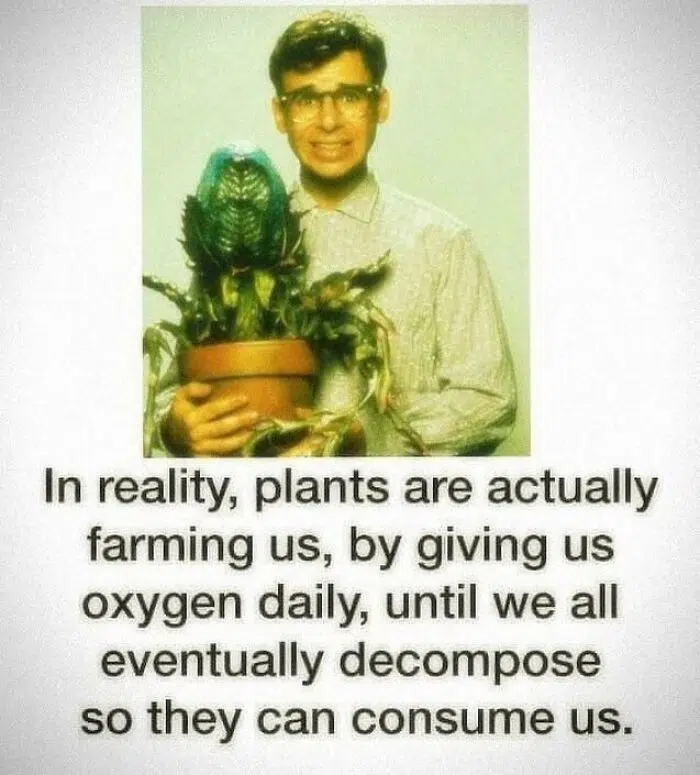 In reality, plants are actually
farming us, by giving us
oxygen daily, until we all
eventually decompose
so they can consume us.